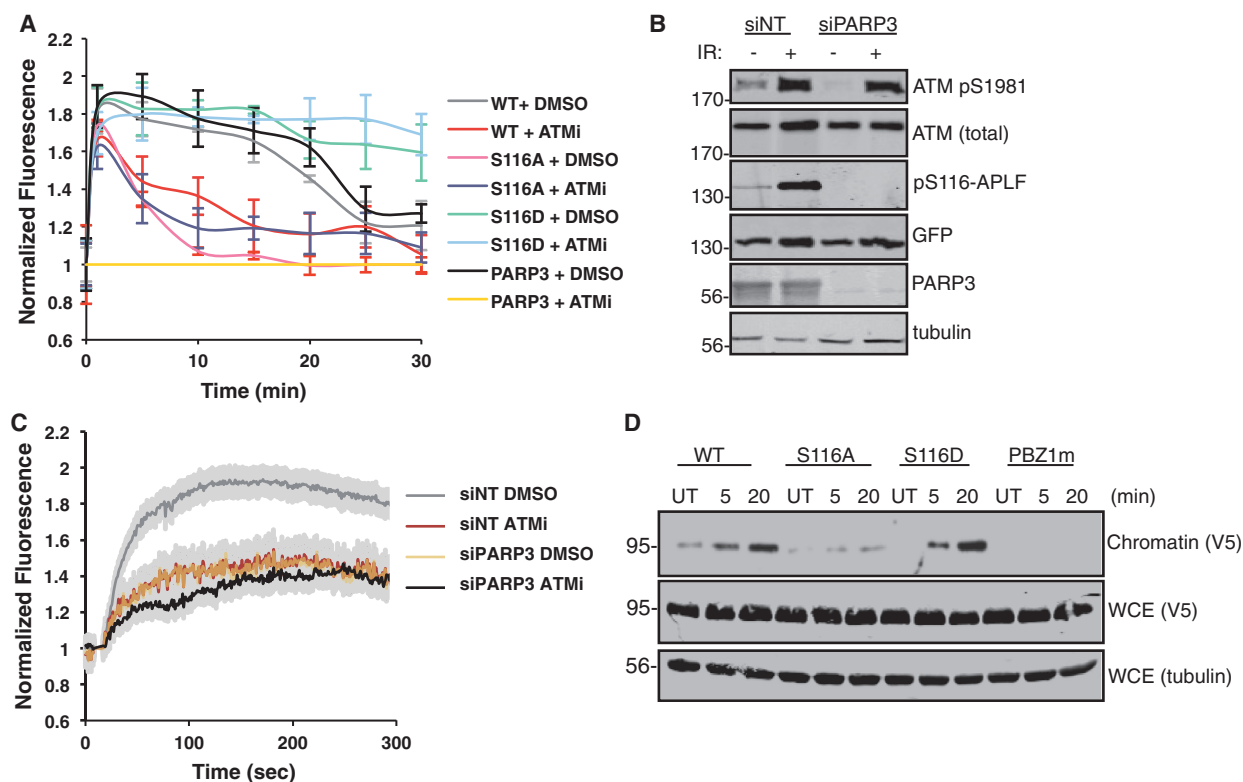 A
Normalized Fluorescence
2.2
2
1.8
1.6
1.4
1.2
1
0.8
0.6
0 10 20 30
Time (min)
WT+ DMSO
WT + ATMi
S116A + DMSO
S116A + ATMi
S116D + DMSO
S116D + ATMi
PARP3 + DMSO
PARP3 + ATMi
B
siNT siPARP3
IR: - + - +
170- ATM pS1981
170- ATM (total)
130- pS116-APLF
130- GFP
56- PARP3
56- tubulin
C
Normalized Fluorescence
2.2
2
1.8
1.6
1.4
1.2
1
0.8
0.6
0 100 200 300
Time (sec)
siNT DMSO
siNT ATMi
siPARP3 DMSO
siPARP3 ATMi
D
WT S116A S116D PBZ1m
UT 5 20 UT 5 20 UT 5 20 UT 5 20 (min)
95- Chromatin (V5)
95- WCE (V5)
56- WCE (tubulin)